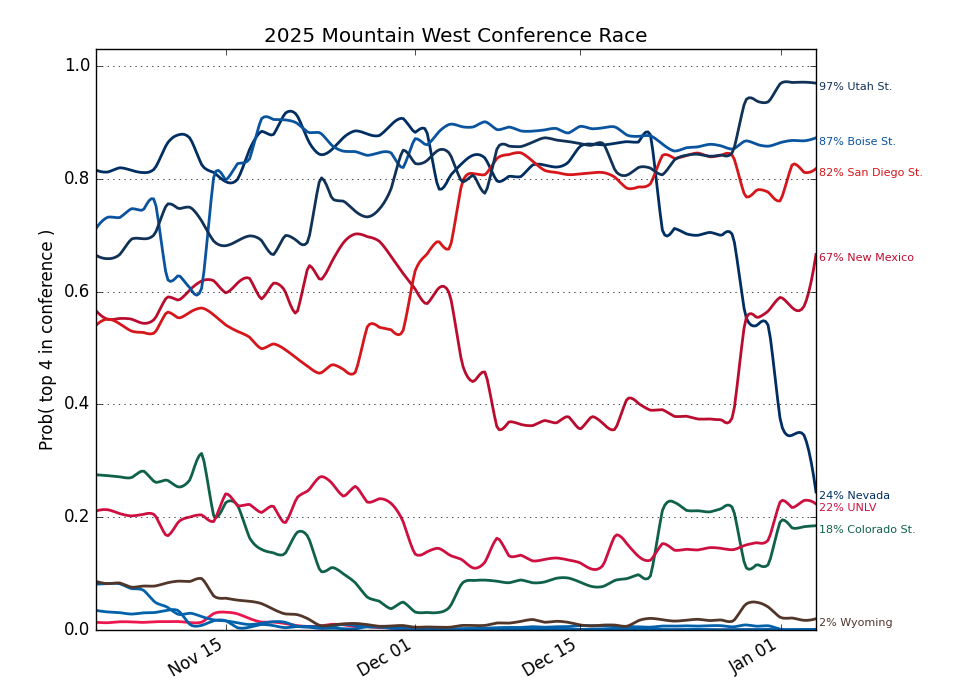 2025 Mountain West Conference Race
1.0
0.8
0.6
0.4
0.2
0.0
Prob( top 4 in conference )
97% Utah St.
87% Boise St.
82% San Diego St.
67% New Mexico
24% Nevada
22% UNLV
18% Colorado St.
2% Wyoming
Nov 15
Dec 01
Dec 15
Jan 01